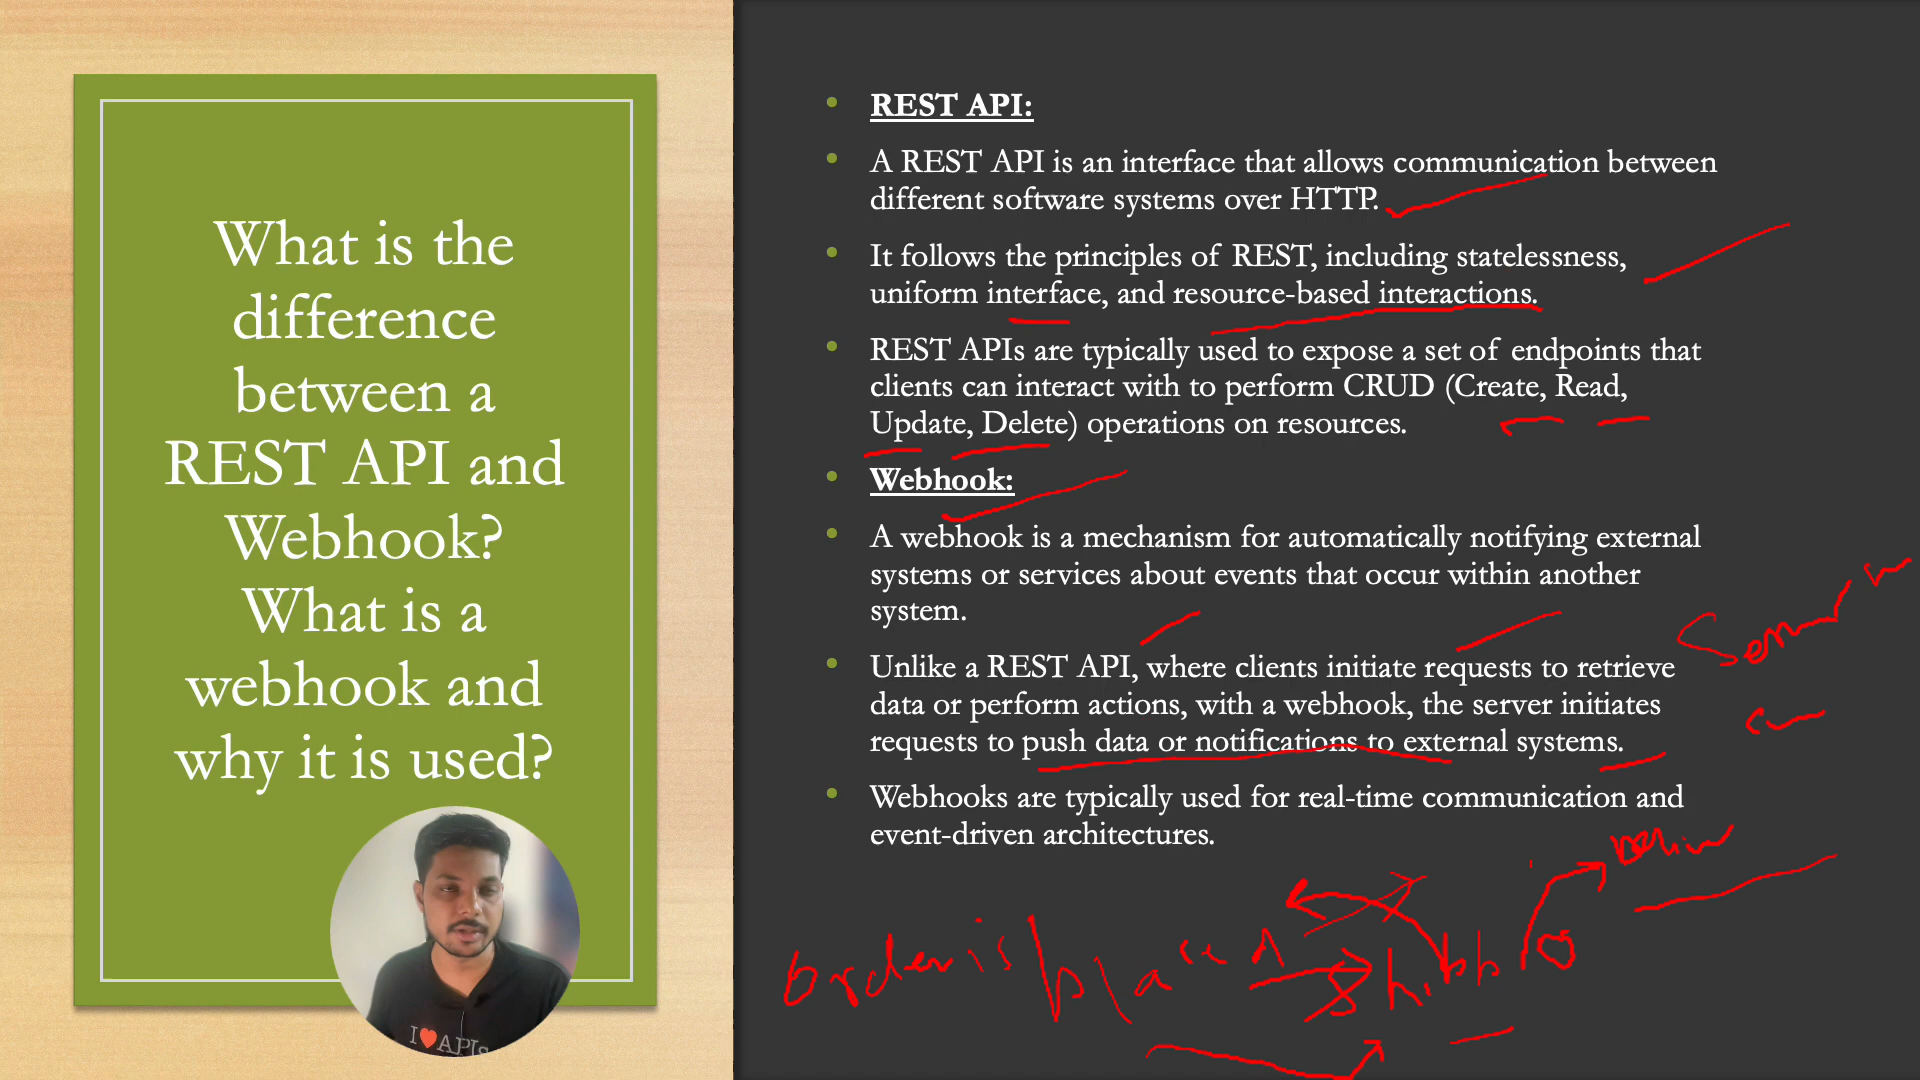 What is the
difference
between a
REST API and
Webhook?
What is a
webhook and
why it is used?
I ❤ APIs
• REST API:
• A REST API is an interface that allows communication between
different software systems over HTTP.
• It follows the principles of REST, including statelessness,
uniform interface, and resource-based interactions.
• REST APIs are typically used to expose a set of endpoints that
clients can interact with to perform CRUD (Create, Read,
Update, Delete) operations on resources.
• Webhook:
• A webhook is a mechanism for automatically notifying external
systems or services about events that occur within another
system.
• Unlike a REST API, where clients initiate requests to retrieve
data or perform actions, with a webhook, the server initiates
requests to push data or notifications to external systems.
• Webhooks are typically used for real-time communication and
event-driven architectures.
Order is